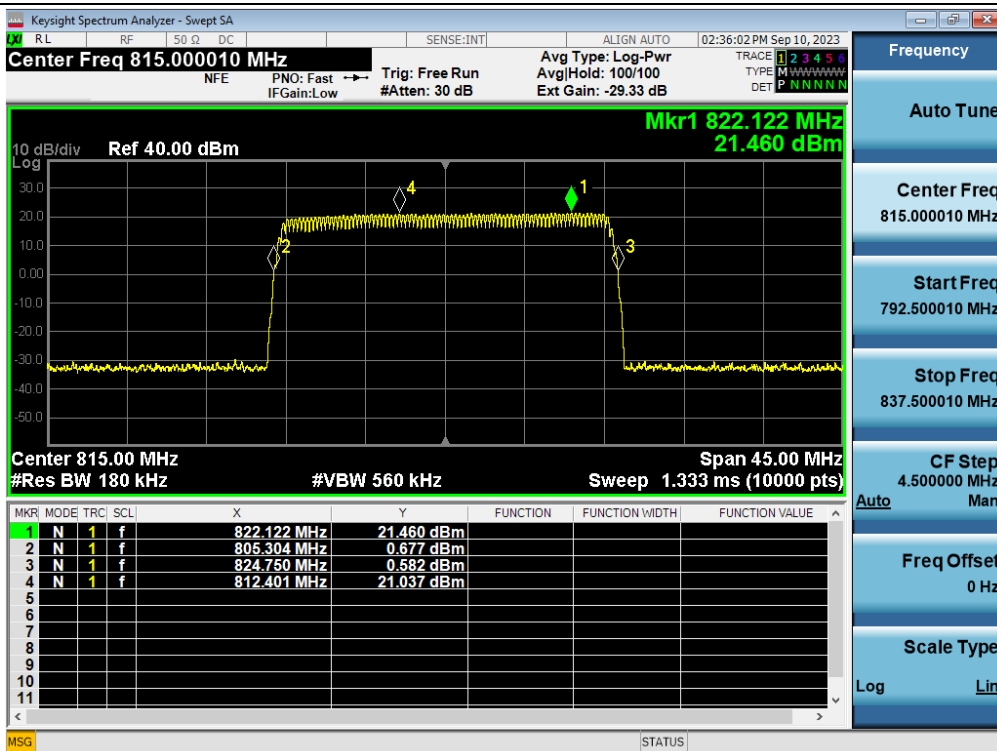 Keysight Spectrum Analyzer - Swept SA
LXI RL RF 50 Ω DC SENSE:INT ALIGN AUTO 02:36:02 PM Sep 10, 2023
Center Freq 815.000010 MHz
NFE PNO: Fast Trig: Free Run
IFGain:Low #Atten: 30 dB
Avg Type: Log-Pwr
Avg|Hold: 100/100
Ext Gain: -29.33 dB
TRACE 1 2 3 4 5 6
TYPE M WWWWW
DET P N N N N N
Mkr1 822.122 MHz
21.460 dBm
10 dB/div Ref 40.00 dBm
Log
30.0
20.0
10.0
0.00
-10.0
-20.0
-30.0
-40.0
-50.0
4
1
2
3
Center 815.00 MHz Span 45.00 MHz
#Res BW 180 kHz #VBW 560 kHz Sweep 1.333 ms (10000 pts)
MKR MODE TRC SCL X Y FUNCTION FUNCTION WIDTH FUNCTION VALUE
1 N 1 f 822.122 MHz 21.460 dBm
2 N 1 f 805.304 MHz 0.677 dBm
3 N 1 f 824.750 MHz 0.582 dBm
4 N 1 f 812.401 MHz 21.037 dBm
5
6
7
8
9
10
11
MSG STATUS
Frequency
Auto Tune
Center Freq
815.000010 MHz
Start Freq
792.500010 MHz
Stop Freq
837.500010 MHz
CF Step
4.500000 MHz
Auto Man
Freq Offset
0 Hz
Scale Type
Log Lin